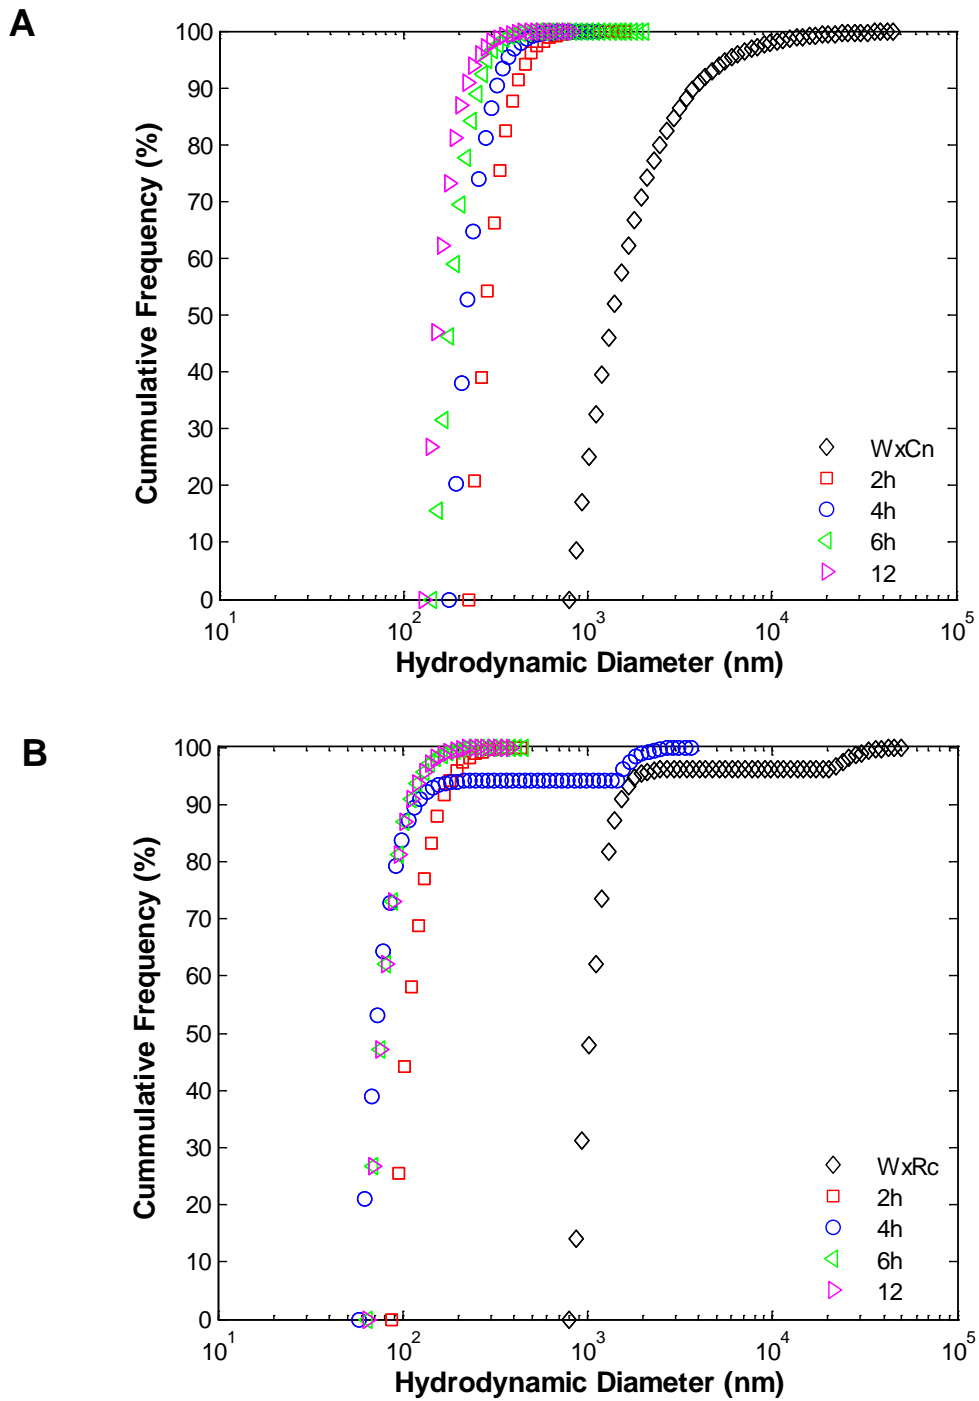 A
100
90
80
70
60
50
40
30
20
10
0
Cummulative Frequency (%)
WxCn
2h
4h
6h
12
10^1 10^2 10^3 10^4 10^5
Hydrodynamic Diameter (nm)
B
100
90
80
70
60
50
40
30
20
10
0
Cummulative Frequency (%)
WxRc
2h
4h
6h
12
10^1 10^2 10^3 10^4 10^5
Hydrodynamic Diameter (nm)